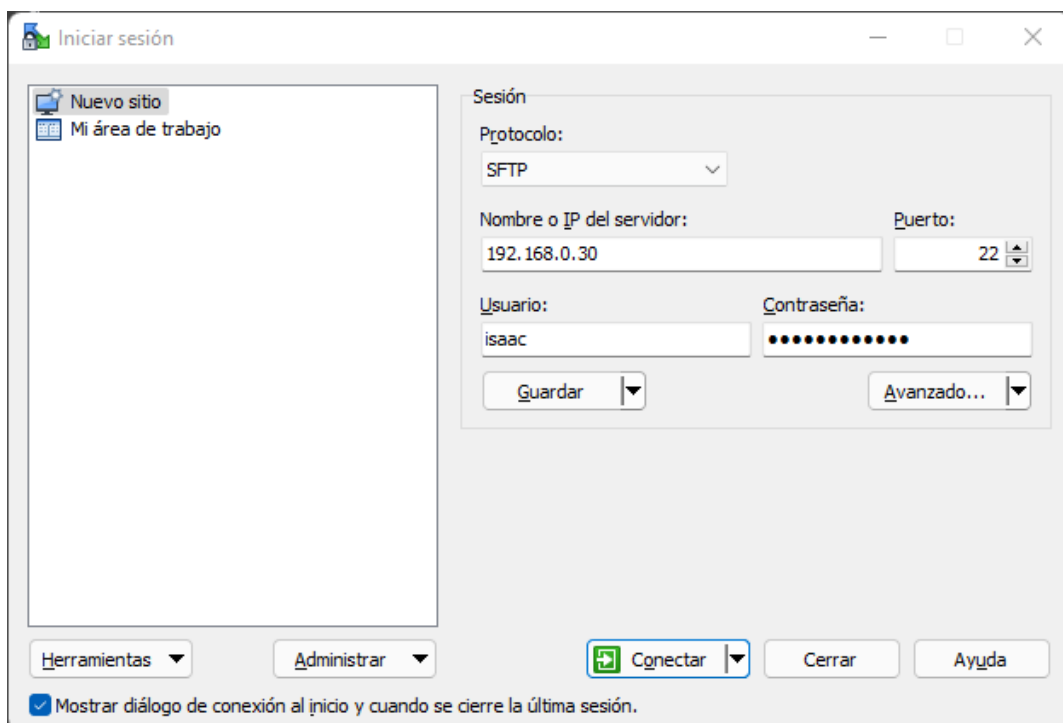 Iniciar sesión
Nuevo sitio
Mi área de trabajo
Sesión
Protocolo:
SFTP
Nombre o IP del servidor: Puerto:
192.168.0.30 22
Usuario: Contraseña:
isaac ●●●●●●●●●●●●
Guardar Avanzado...
Herramientas Administrar Conectar Cerrar Ayuda
Mostrar diálogo de conexión al inicio y cuando se cierre la última sesión.